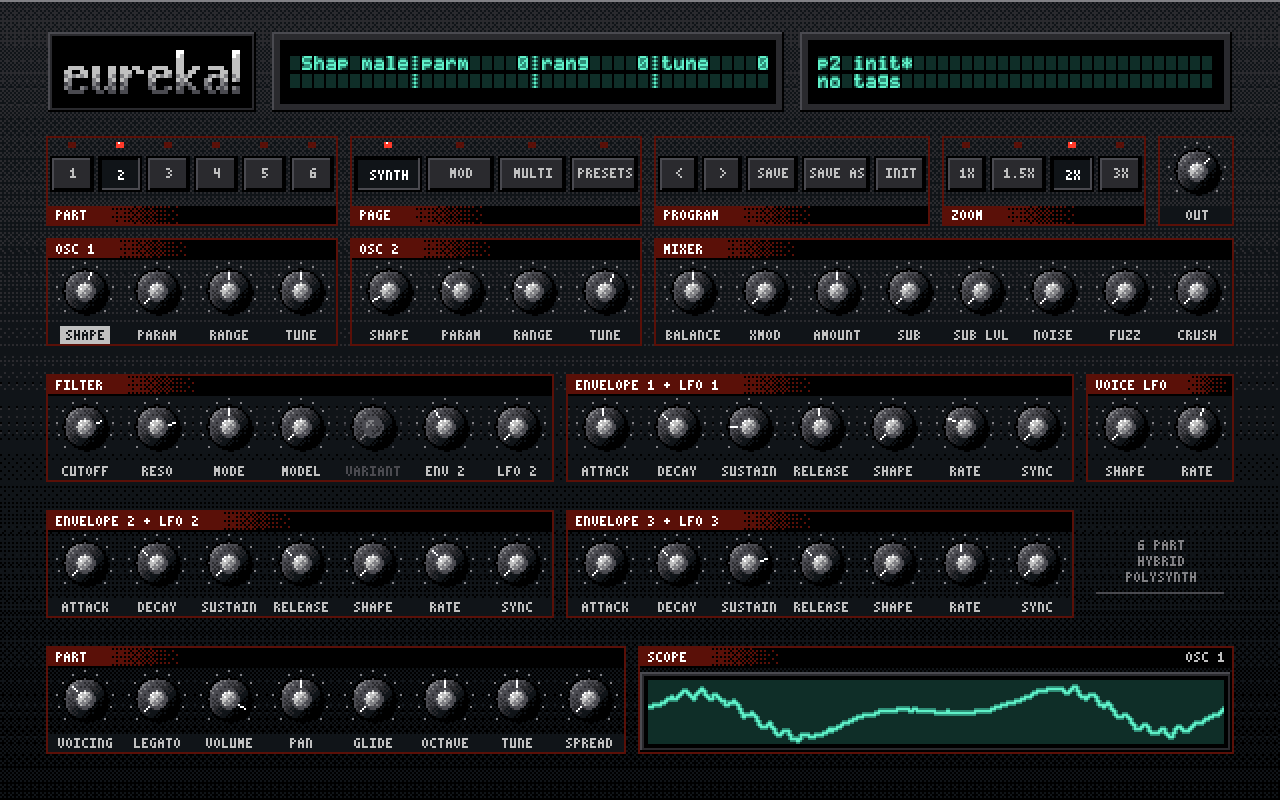 eureka!
Shap male¦parm 0¦rang 0¦tune 0
p2 init*
no tags
1 2 3 4 5 6
PART
SYNTH MOD MULTI PRESETS
PAGE
< > SAVE SAVE AS INIT
PROGRAM
1X 1.5X 2X 3X
ZOOM
OUT
OSC 1
SHAPE PARAM RANGE TUNE
OSC 2
SHAPE PARAM RANGE TUNE
MIXER
BALANCE XMOD AMOUNT SUB SUB LVL NOISE FUZZ CRUSH
FILTER
CUTOFF RESO MODE MODEL VARIANT ENV 2 LFO 2
ENVELOPE 1 + LFO 1
ATTACK DECAY SUSTAIN RELEASE SHAPE RATE SYNC
VOICE LFO
SHAPE RATE
ENVELOPE 2 + LFO 2
ATTACK DECAY SUSTAIN RELEASE SHAPE RATE SYNC
ENVELOPE 3 + LFO 3
ATTACK DECAY SUSTAIN RELEASE SHAPE RATE SYNC
6 PART
HYBRID
POLYSYNTH
PART
VOICING LEGATO VOLUME PAN GLIDE OCTAVE TUNE SPREAD
SCOPE
OSC 1